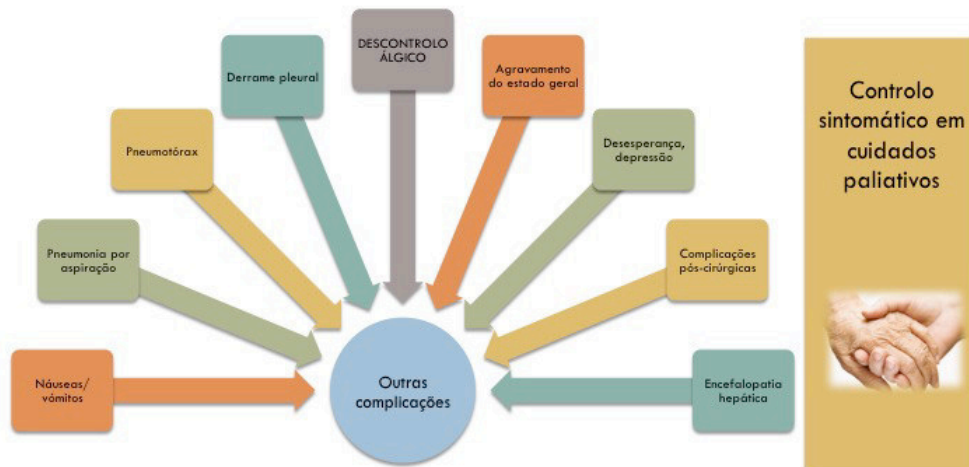 Náuseas/
vómitos
Pneumonia por
aspiração
Pneumotórax
Derrame pleural
DESCONTROLO
ÁLGICO
Agravamento
do estado geral
Desesperança,
depressão
Complicações
pós-cirúrgicas
Encefalopatia
hepática
Outras
complicações
Controlo
sintomático em
cuidados
paliativos